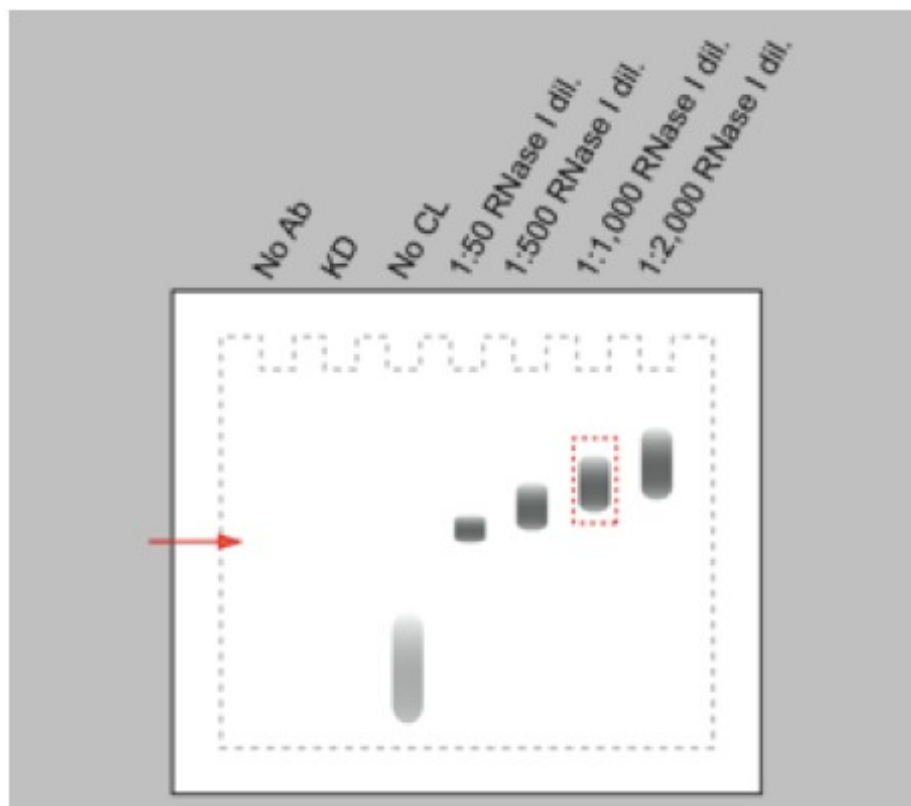 No Ab
KD
No CL
1:50 RNase I dil.
1:500 RNase I dil.
1:1,000 RNase I dil.
1:2,000 RNase I dil.